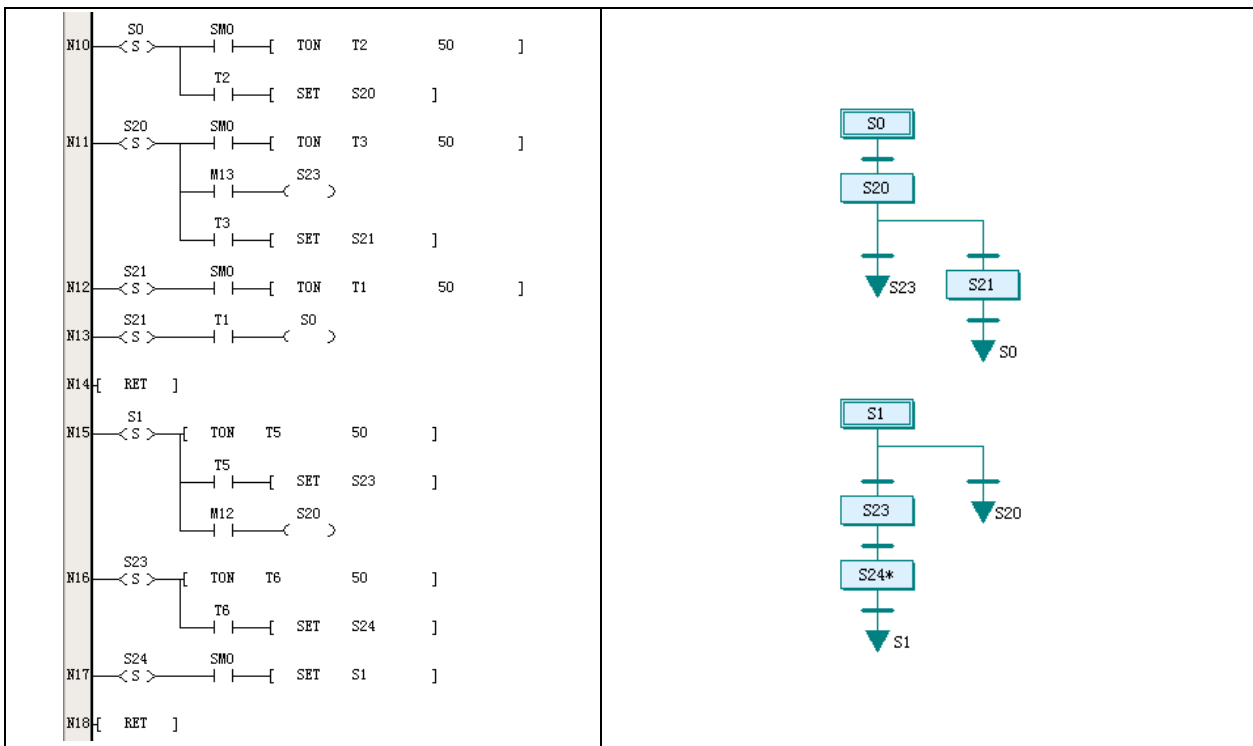 S0 SM0
N10 S [ TON T2 50 ]
T2
[ SET S20 ]
S20 SM0
N11 S [ TON T3 50 ]
M13 S23
T3
[ SET S21 ]
S21 SM0
N12 S [ TON T1 50 ]
S21 T1 S0
N13 S
N14 [ RET ]
S1
N15 S [ TON T5 50 ]
T5
[ SET S23 ]
M12 S20
S23
N16 S [ TON T6 50 ]
T6
[ SET S24 ]
S24 SM0
N17 S [ SET S1 ]
N18 [ RET ]
S0
S20
S23
S21
S0
S1
S23
S20
S24*
S1